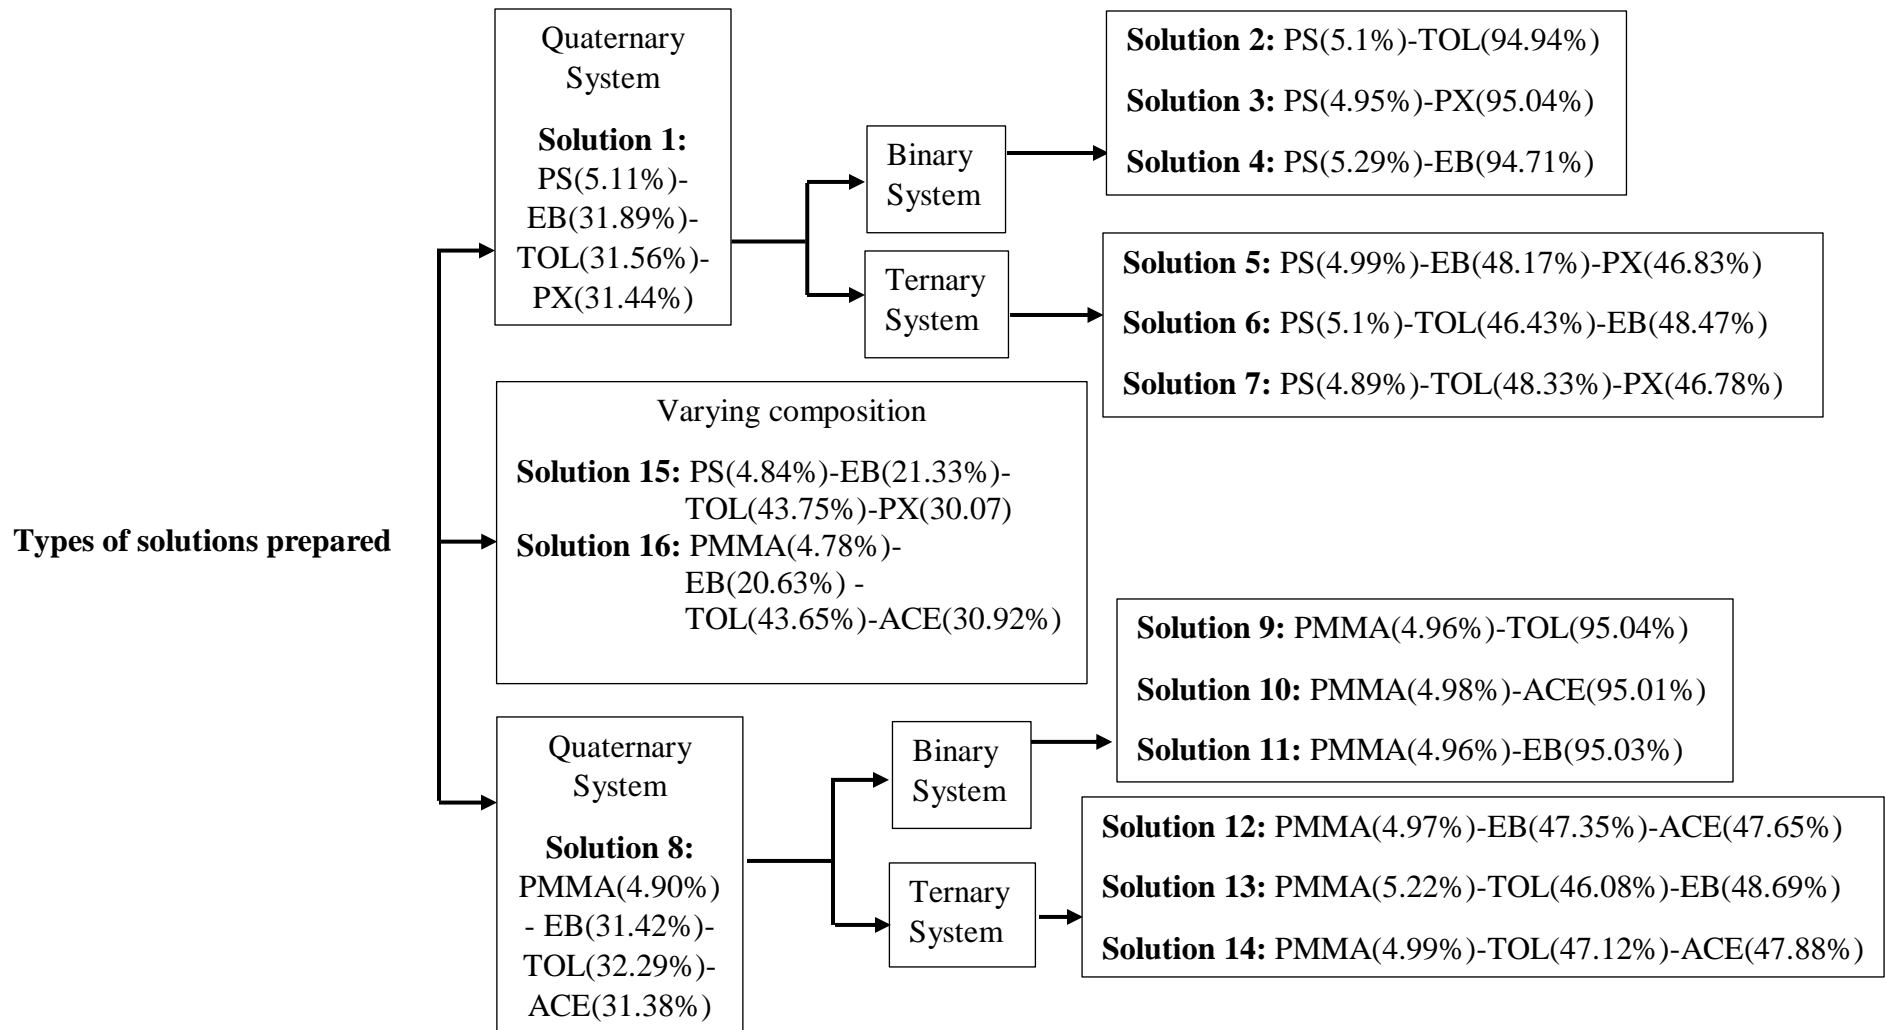 Types of solutions prepared
Quaternary
System
Solution 1:
PS(5.11%)-
EB(31.89%)-
TOL(31.56%)-
PX(31.44%)
Binary
System
Solution 2: PS(5.1%)-TOL(94.94%)
Solution 3: PS(4.95%)-PX(95.04%)
Solution 4: PS(5.29%)-EB(94.71%)
Ternary
System
Solution 5: PS(4.99%)-EB(48.17%)-PX(46.83%)
Solution 6: PS(5.1%)-TOL(46.43%)-EB(48.47%)
Solution 7: PS(4.89%)-TOL(48.33%)-PX(46.78%)
Varying composition
Solution 15: PS(4.84%)-EB(21.33%)-
TOL(43.75%)-PX(30.07)
Solution 16: PMMA(4.78%)-
EB(20.63%) -
TOL(43.65%)-ACE(30.92%)
Quaternary
System
Solution 8:
PMMA(4.90%)
- EB(31.42%)-
TOL(32.29%)-
ACE(31.38%)
Binary
System
Solution 9: PMMA(4.96%)-TOL(95.04%)
Solution 10: PMMA(4.98%)-ACE(95.01%)
Solution 11: PMMA(4.96%)-EB(95.03%)
Ternary
System
Solution 12: PMMA(4.97%)-EB(47.35%)-ACE(47.65%)
Solution 13: PMMA(5.22%)-TOL(46.08%)-EB(48.69%)
Solution 14: PMMA(4.99%)-TOL(47.12%)-ACE(47.88%)